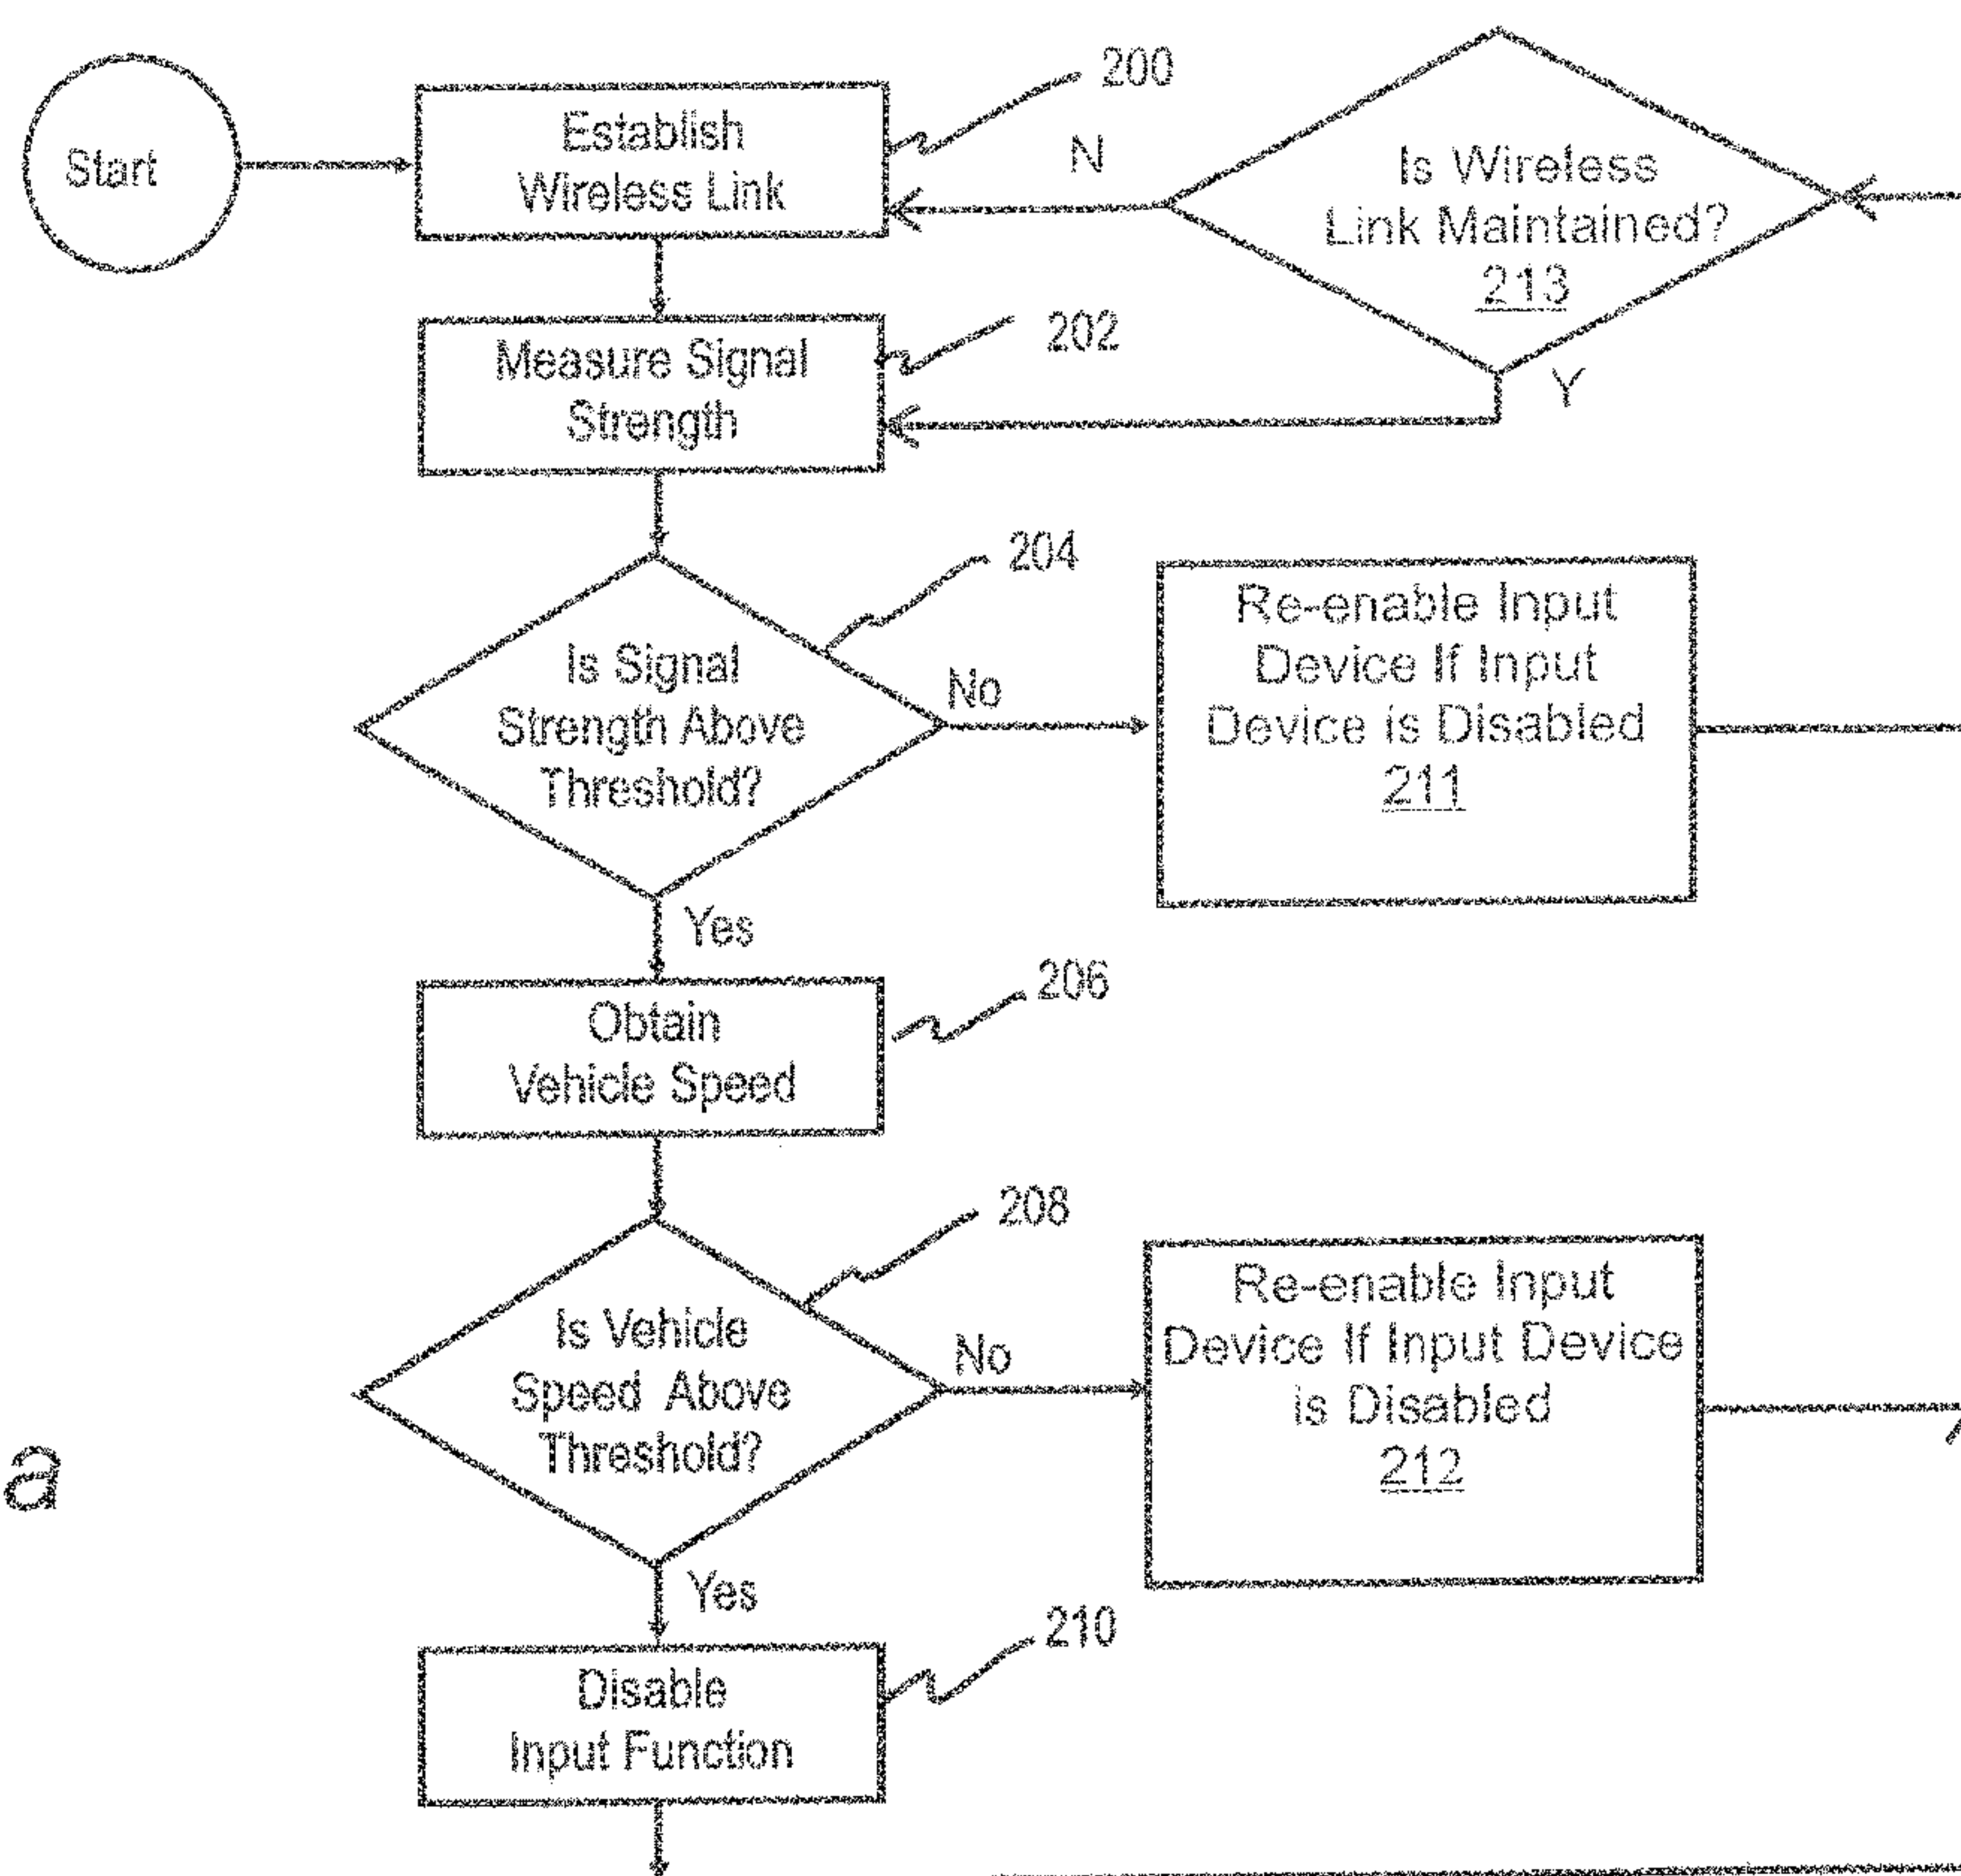 Start
Establish
Wireless Link
200
N
Is Wireless
Link Maintained?
213
Y
Measure Signal
Strength
202
Is Signal
Strength Above
Threshold?
204
No
Re-enable Input
Device If Input
Device is Disabled
211
Yes
Obtain
Vehicle Speed
206
Is Vehicle
Speed Above
Threshold?
208
No
Re-enable Input
Device If Input Device
is Disabled
212
a
Yes
Disable
Input Function
210